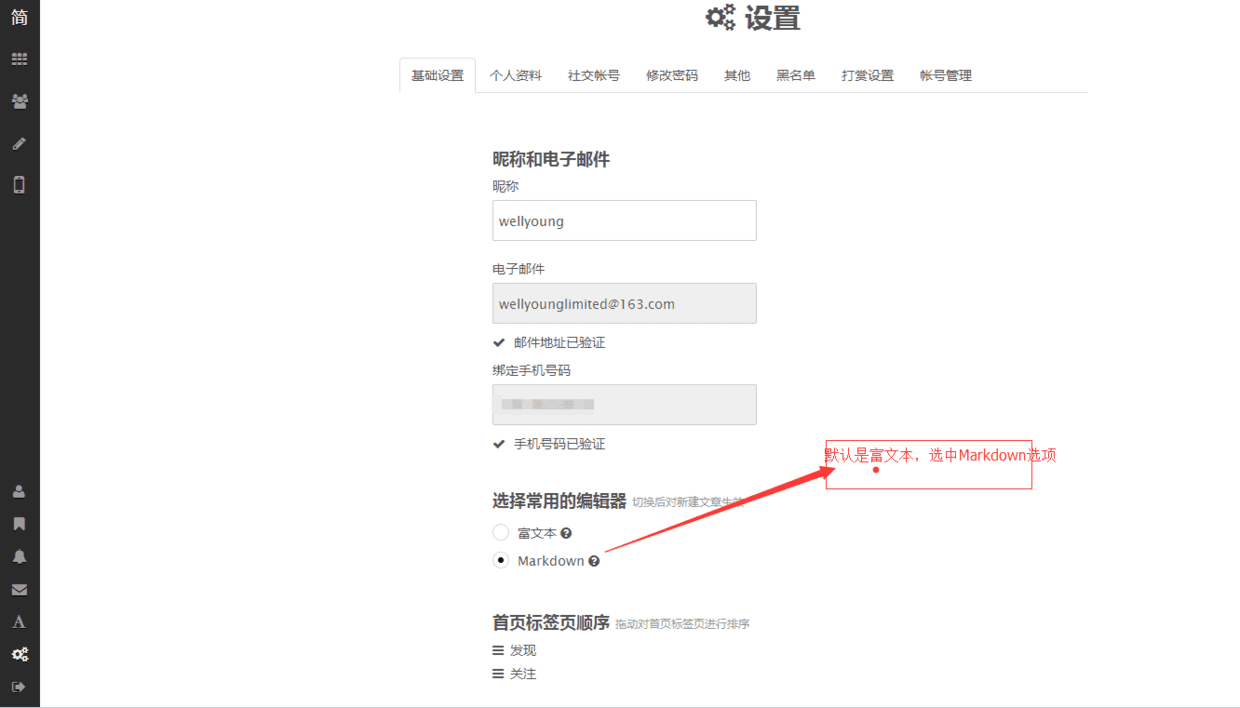 简
设置
基础设置 个人资料 社交帐号 修改密码 其他 黑名单 打赏设置 帐号管理
昵称和电子邮件
昵称
wellyoung
电子邮件
wellyounglimited@163.com
邮件地址已验证
绑定手机号码
手机号码已验证
默认是富文本，选中Markdown选项
选择常用的编辑器 切换后对新建文章生效
富文本
Markdown
首页标签页顺序 拖动对首页标签页进行排序
发现
关注